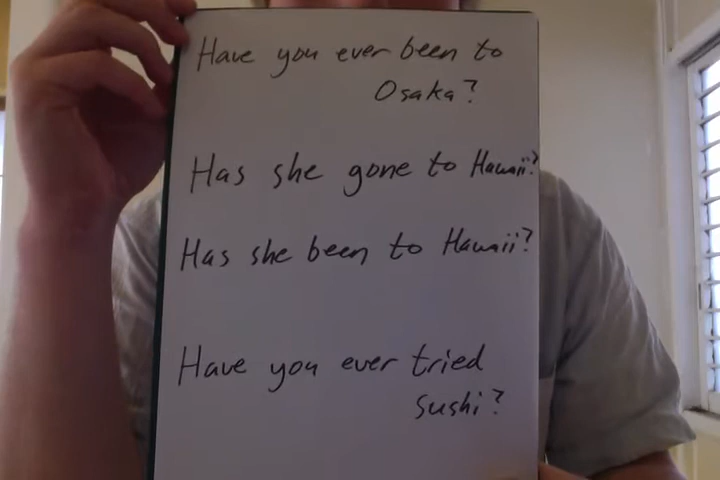 Have you ever been to
Osaka?
Has she gone to Hawaii?
Has she been to Hawaii?
Have you ever tried
sushi?